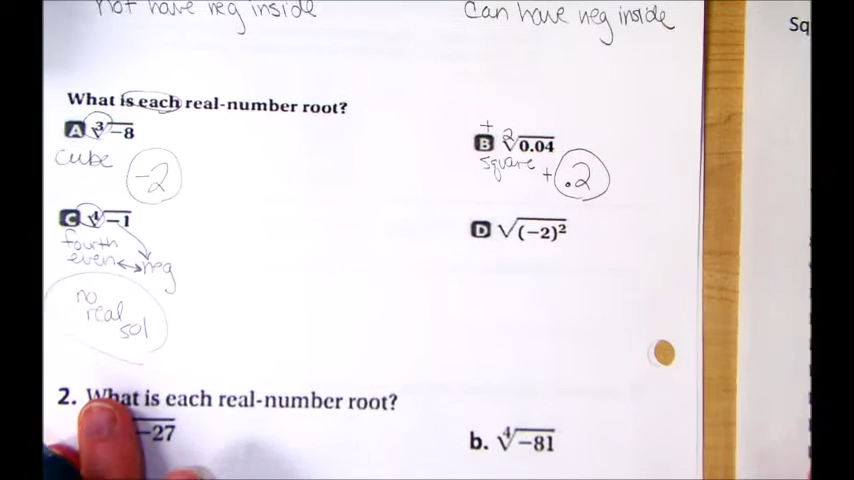 not have neg inside
Can have neg inside
Sq
What is each real-number root?
A ∛−8
cube
-2
+
B ²√0.04
square + .2
C ∜−1
fourth
even ↔ neg
no
real
sol
D √(−2)²
2. What is each real-number root?
−27
b. ∜−81